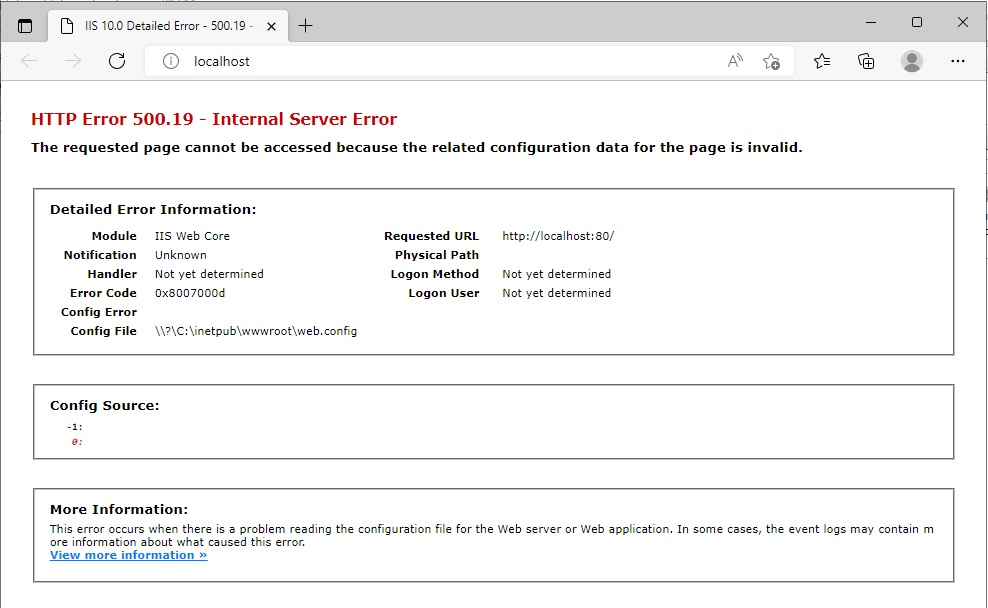 IIS 10.0 Detailed Error - 500.19 -
localhost
HTTP Error 500.19 - Internal Server Error
The requested page cannot be accessed because the related configuration data for the page is invalid.
Detailed Error Information:
Module IIS Web Core
Notification Unknown
Handler Not yet determined
Error Code 0x8007000d
Config Error
Config File \\?\C:\inetpub\wwwroot\web.config
Requested URL http://localhost:80/
Physical Path
Logon Method Not yet determined
Logon User Not yet determined
Config Source:
-1:
0:
More Information:
This error occurs when there is a problem reading the configuration file for the Web server or Web application. In some cases, the event logs may contain m
ore information about what caused this error.
View more information »